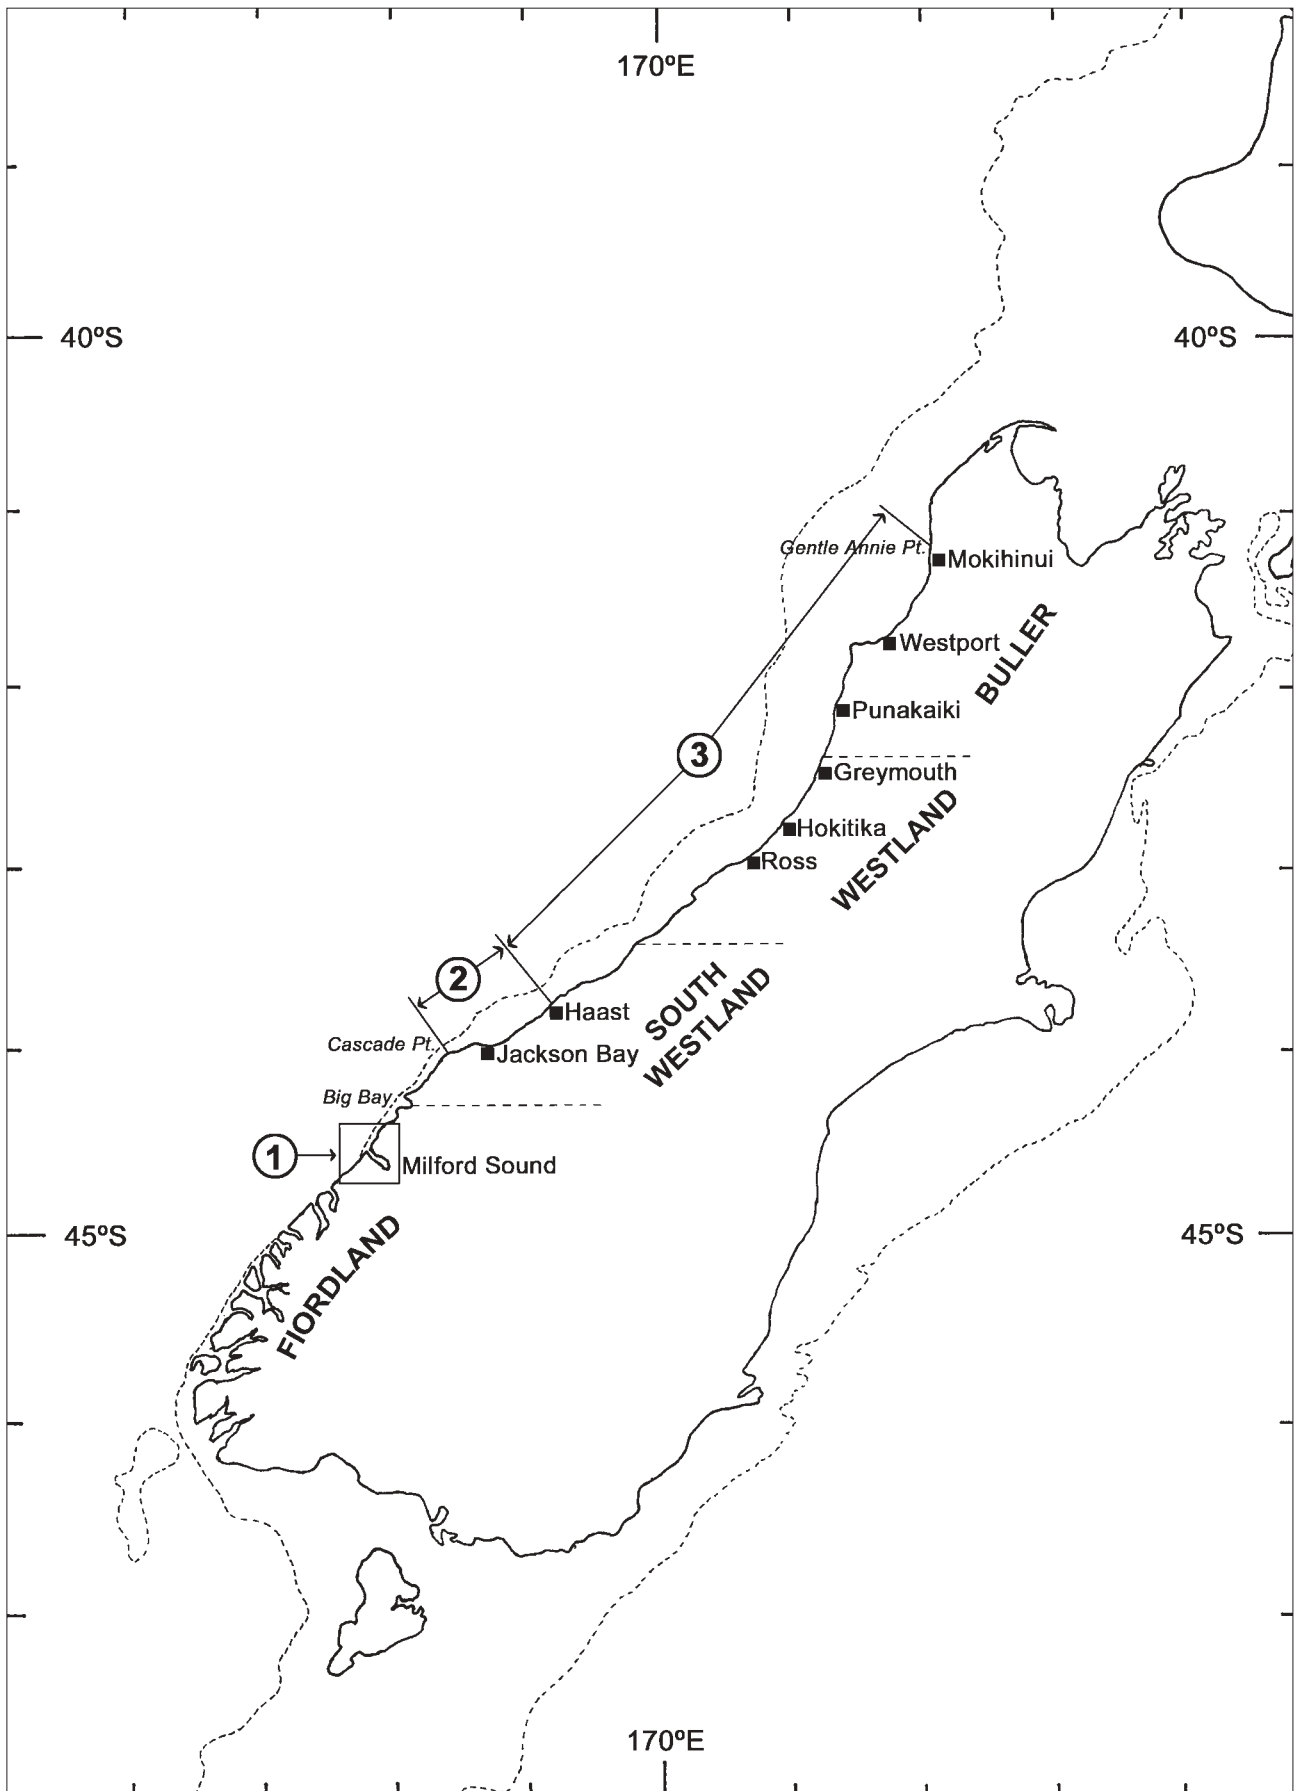 170ºE
40ºS
40ºS
Gentle Annie Pt.
Mokihinui
Westport
BULLER
Punakaiki
3
Greymouth
Hokitika
WESTLAND
Ross
2
SOUTH
WESTLAND
Haast
Cascade Pt.
Jackson Bay
Big Bay
1
Milford Sound
45ºS
45ºS
FIORDLAND
170ºE